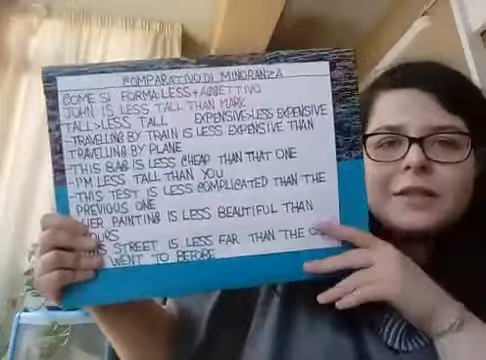 COMPARATIVO DI MINORANZA
COME SI FORMA: LESS + AGGETTIVO
JOHN IS LESS TALL THAN MARK
TALL > LESS TALL EXPENSIVE > LESS EXPENSIVE
- TRAVELLING BY TRAIN IS LESS EXPENSIVE THAN
TRAVELLING BY PLANE
- THIS BAG IS LESS CHEAP THAN THAT ONE
- I'M LESS TALL THAN YOU
- THIS TEST IS LESS COMPLICATED THAN THE
PREVIOUS ONE
HER PAINTING IS LESS BEAUTIFUL THAN
STREET IS LESS FAR THAN THE
WENT TO BEFORE